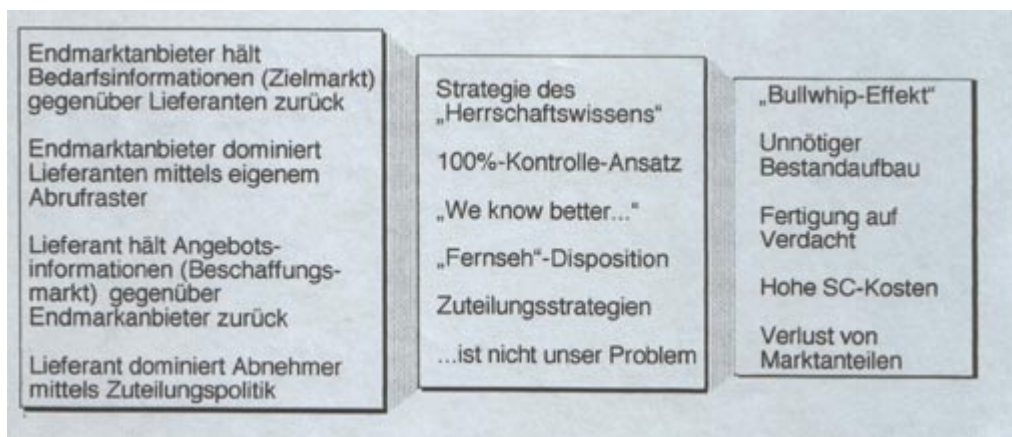 Endmarktanbieter hält
Bedarfsinformationen (Zielmarkt)
gegenüber Lieferanten zurück
Endmarktanbieter dominiert
Lieferanten mittels eigenem
Abrufraster
Lieferant hält Angebots-
informationen (Beschaffungs-
markt) gegenüber
Endmarkanbieter zurück
Lieferant dominiert Abnehmer
mittels Zuteilungspolitik
Strategie des
„Herrschaftswissens“
100%-Kontrolle-Ansatz
„We know better...“
„Fernseh“-Disposition
Zuteilungsstrategien
...ist nicht unser Problem
„Bullwhip-Effekt“
Unnötiger
Bestandaufbau
Fertigung auf
Verdacht
Hohe SC-Kosten
Verlust von
Marktanteilen